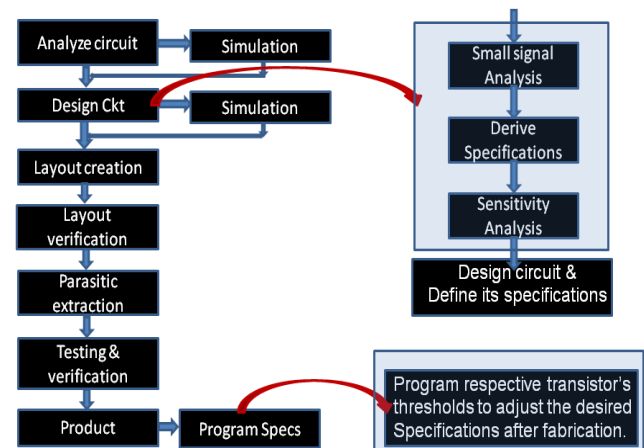 Analyze circuit
Simulation
Design Ckt
Simulation
Layout creation
Layout
verification
Parasitic
extraction
Testing &
verification
Product
Program Specs
Small signal
Analysis
Derive
Specifications
Sensitivity
Analysis
Design circuit &
Define its specifications
Program respective transistor's
thresholds to adjust the desired
Specifications after fabrication.